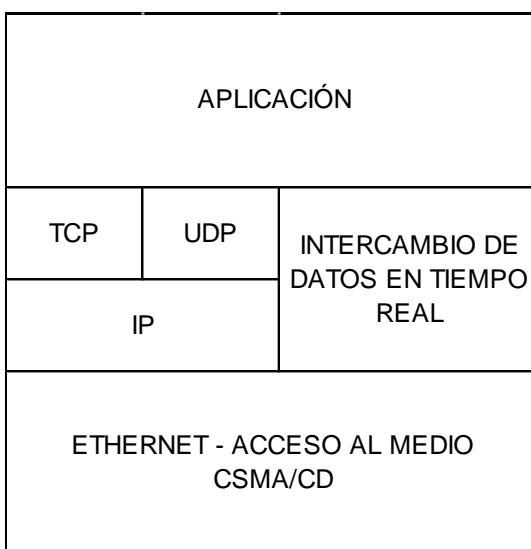 APLICACIÓN
TCP
UDP
INTERCAMBIO DE
DATOS EN TIEMPO
REAL
IP
ETHERNET - ACCESO AL MEDIO
CSMA/CD